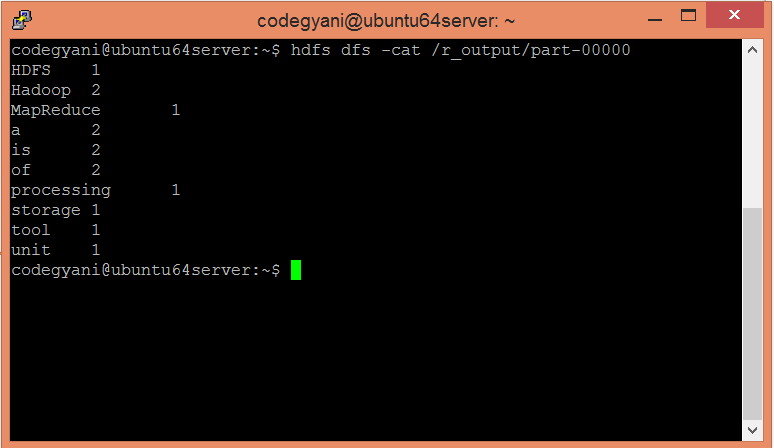 codegyani@ubuntu64server: ~
codegyani@ubuntu64server:~$ hdfs dfs -cat /r_output/part-00000
HDFS    1
Hadoop  2
MapReduce       1
a       2
is      2
of      2
processing      1
storage 1
tool    1
unit    1
codegyani@ubuntu64server:~$